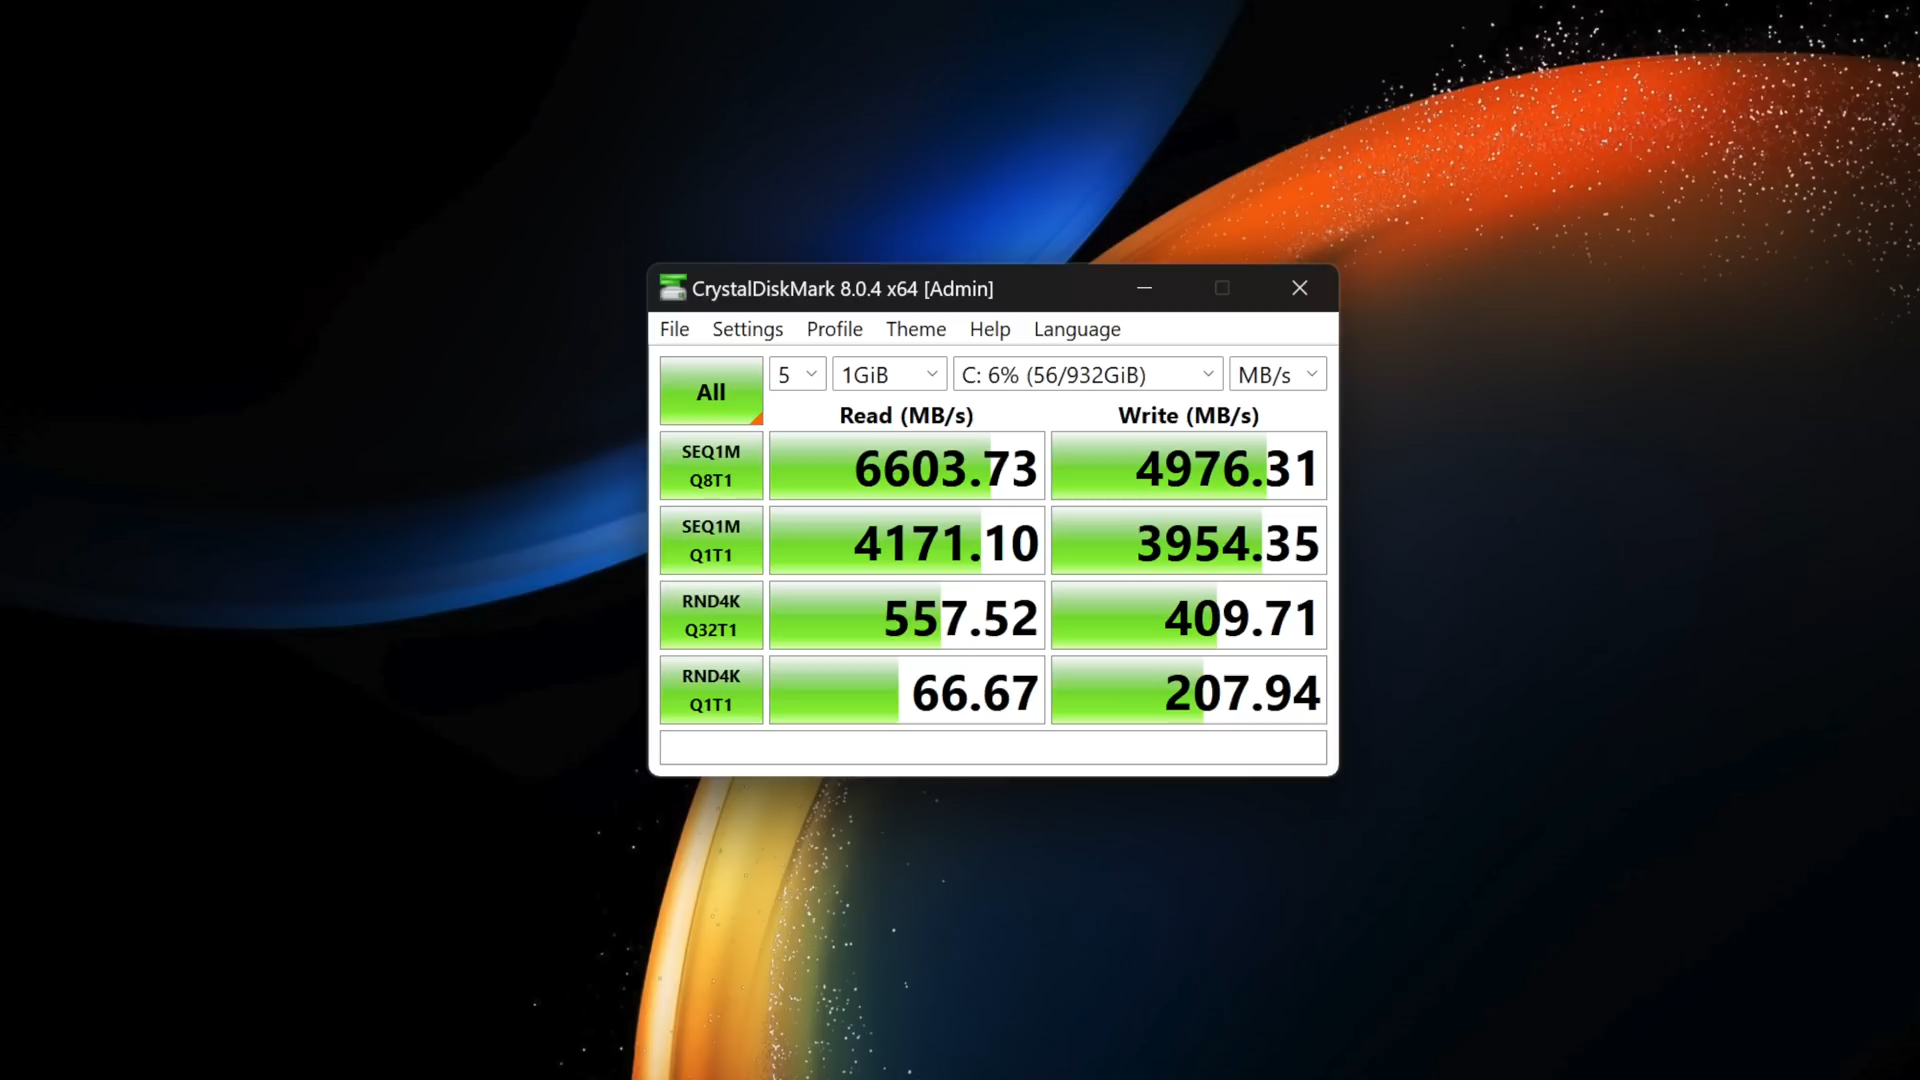 CrystalDiskMark 8.0.4 x64 [Admin]
File Settings Profile Theme Help Language
All 5 1GiB C: 6% (56/932GiB) MB/s
Read (MB/s) Write (MB/s)
SEQ1M
Q8T1 6603.73 4976.31
SEQ1M
Q1T1 4171.10 3954.35
RND4K
Q32T1 557.52 409.71
RND4K
Q1T1 66.67 207.94